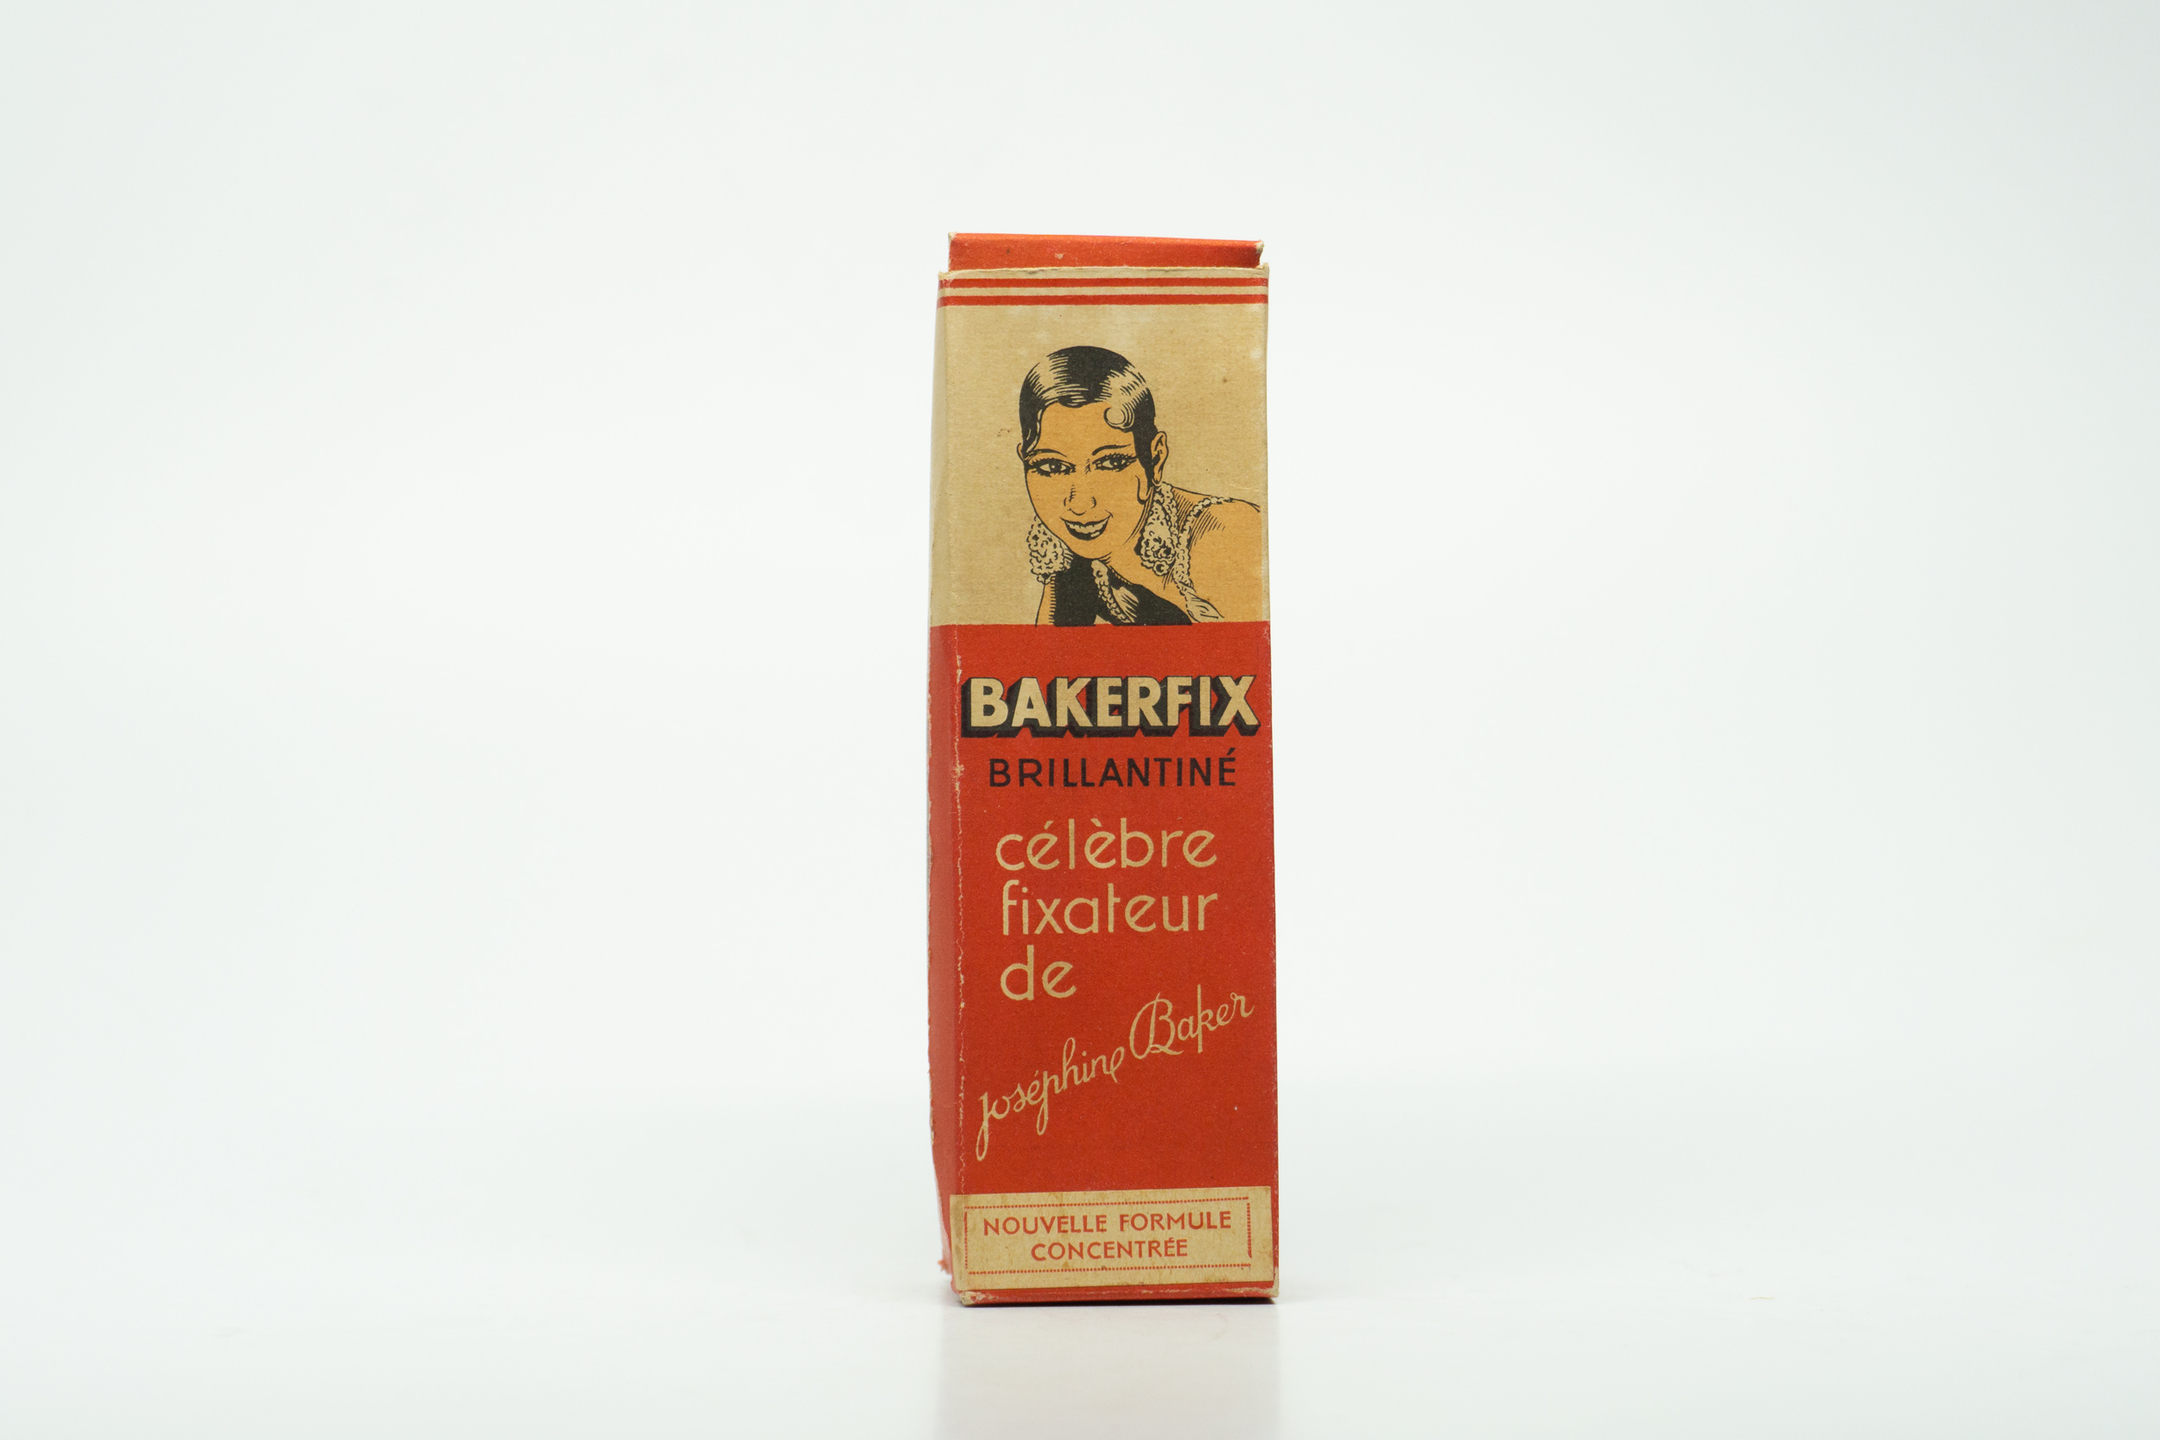 BAKERFIX
BRILLANTINÉ
célèbre
fixateur
de
Joséphine Baker
NOUVELLE FORMULE
CONCENTRÉE